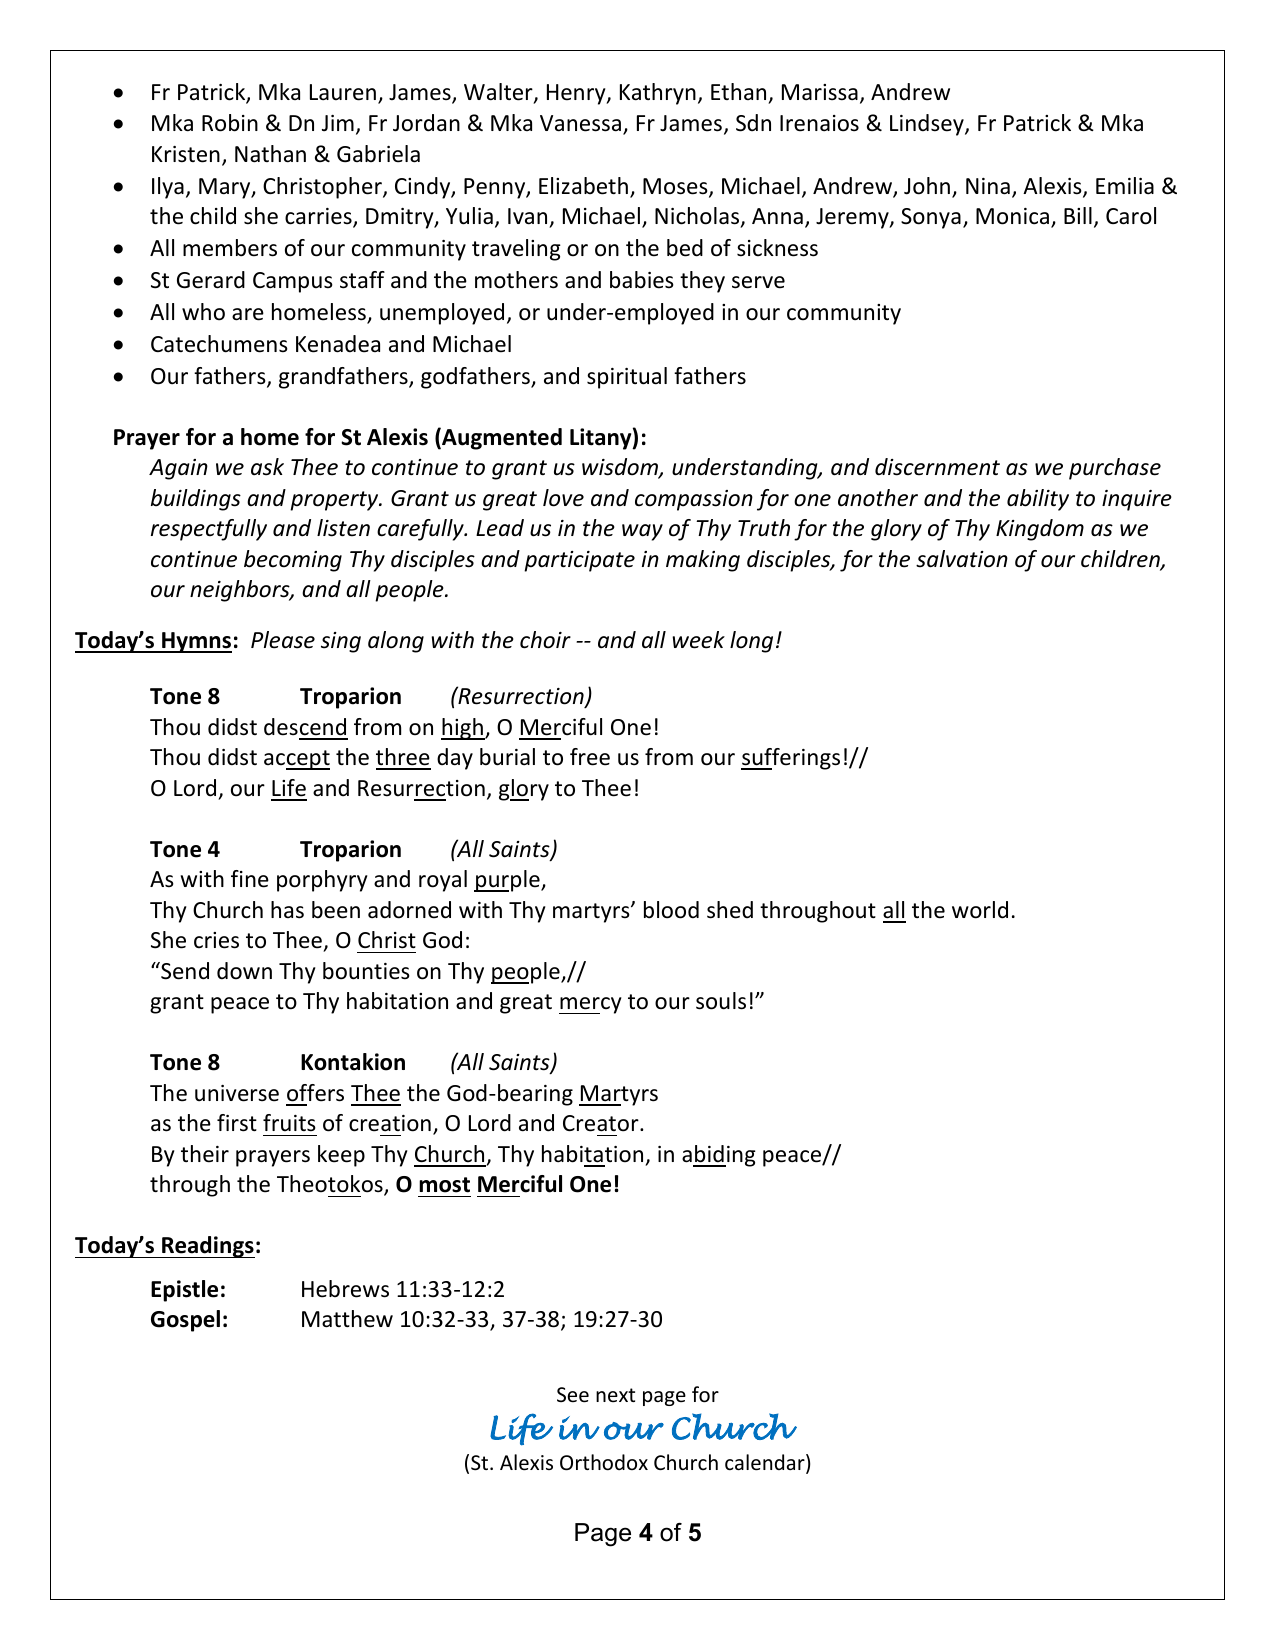 • Fr Patrick, Mka Lauren, James, Walter, Henry, Kathryn, Ethan, Marissa, Andrew
• Mka Robin & Dn Jim, Fr Jordan & Mka Vanessa, Fr James, Sdn Irenaios & Lindsey, Fr Patrick & Mka
Kristen, Nathan & Gabriela
• Ilya, Mary, Christopher, Cindy, Penny, Elizabeth, Moses, Michael, Andrew, John, Nina, Alexis, Emilia &
the child she carries, Dmitry, Yulia, Ivan, Michael, Nicholas, Anna, Jeremy, Sonya, Monica, Bill, Carol
• All members of our community traveling or on the bed of sickness
• St Gerard Campus staff and the mothers and babies they serve
• All who are homeless, unemployed, or under-employed in our community
• Catechumens Kenadea and Michael
• Our fathers, grandfathers, godfathers, and spiritual fathers
Prayer for a home for St Alexis (Augmented Litany):
Again we ask Thee to continue to grant us wisdom, understanding, and discernment as we purchase
buildings and property. Grant us great love and compassion for one another and the ability to inquire
respectfully and listen carefully. Lead us in the way of Thy Truth for the glory of Thy Kingdom as we
continue becoming Thy disciples and participate in making disciples, for the salvation of our children,
our neighbors, and all people.
Today’s Hymns: Please sing along with the choir -- and all week long!
Tone 8 Troparion (Resurrection)
Thou didst descend from on high, O Merciful One!
Thou didst accept the three day burial to free us from our sufferings!//
O Lord, our Life and Resurrection, glory to Thee!
Tone 4 Troparion (All Saints)
As with fine porphyry and royal purple,
Thy Church has been adorned with Thy martyrs’ blood shed throughout all the world.
She cries to Thee, O Christ God:
“Send down Thy bounties on Thy people,//
grant peace to Thy habitation and great mercy to our souls!”
Tone 8 Kontakion (All Saints)
The universe offers Thee the God-bearing Martyrs
as the first fruits of creation, O Lord and Creator.
By their prayers keep Thy Church, Thy habitation, in abiding peace//
through the Theotokos, O most Merciful One!
Today’s Readings:
Epistle: Hebrews 11:33-12:2
Gospel: Matthew 10:32-33, 37-38; 19:27-30
See next page for
Life in our Church
(St. Alexis Orthodox Church calendar)
Page 4 of 5